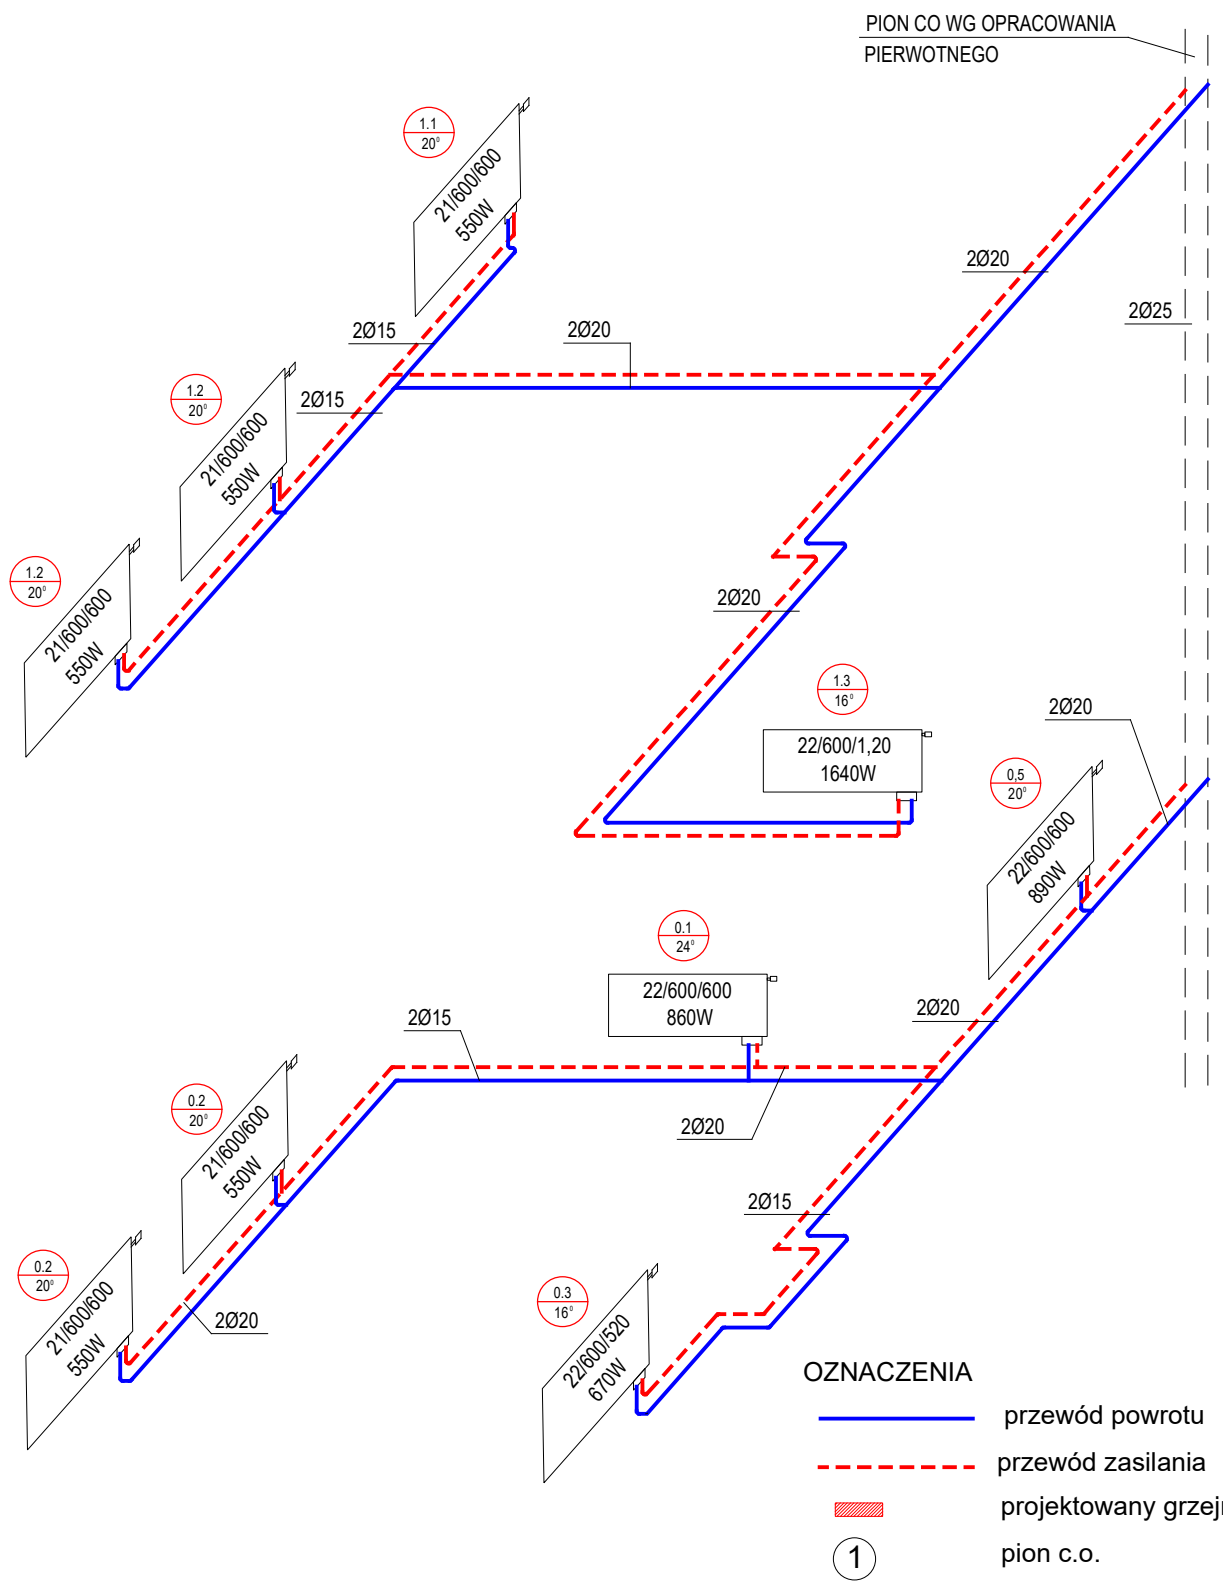 PION CO WG OPRACOWANIA
PIERWOTNEGO
1.1
20°
21/600/600
550W
2Ø20
2Ø25
2Ø15
2Ø20
1.2
20°
2Ø15
21/600/600
550W
1.2
20°
21/600/600
550W
2Ø20
1.3
16°
22/600/1,20
1640W
2Ø20
0,5
20°
22/600/600
890W
0.1
24°
22/600/600
860W
2Ø20
2Ø15
2Ø20
0.2
20°
21/600/600
550W
2Ø15
0.2
20°
21/600/600
550W
2Ø20
0.3
16°
22/600/520
670W
OZNACZENIA
przewód powrotu
przewód zasilania
projektowany
1
pion c.o.